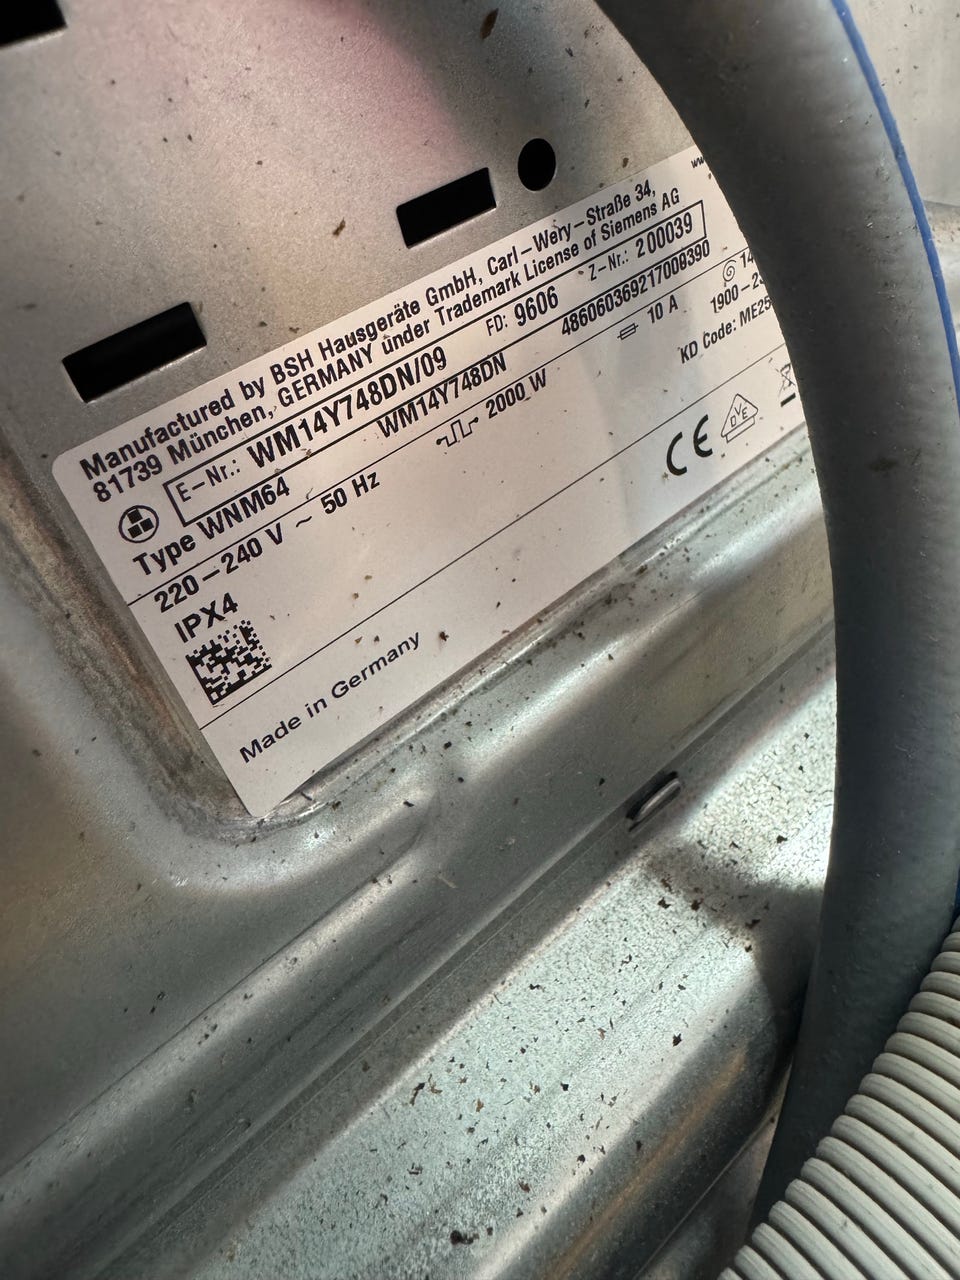 Manufactured by BSH Hausgeräte GmbH, Carl-Wery-Straße 34,
81739 München, GERMANY under Trademark License of Siemens AG
E-Nr.: WM14Y748DN/09 FD: 9606 Z-Nr.: 200039
Type WNM64 WM14Y748DN 486060369217008390
220-240 V ~ 50 Hz 2000 W 10 A
IPX4
KD Code:
CE DVE
Made in Germany